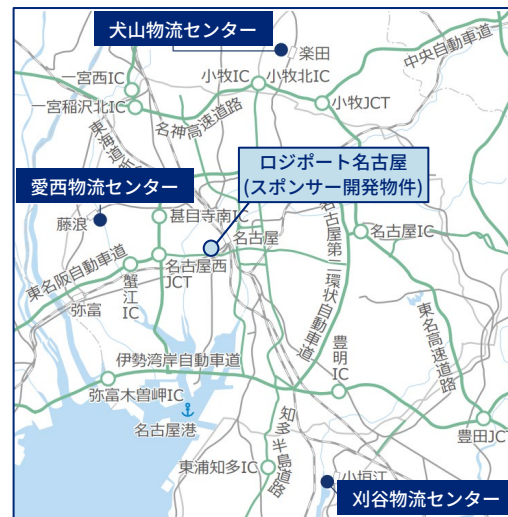 犬山物流センター
楽田
中央自動車道
一宮西IC
小牧IC
小牧北IC
一宮稲沢北IC
小牧JCT
名神高速道路
東海道
ロジポート名古屋
(スポンサー開発物件)
愛西物流センター
藤浪
甚目寺南IC
名古屋
名古屋第二環状自動車道
名古屋IC
東名阪自動車道
名古屋西
JCT
蟹江IC
弥富
東名高速道路
伊勢湾岸自動車道
豊明
IC
弥富木曽岬IC
名古屋港
知多半島道路
豊田JCT
東浦知多IC
小垣江
刈谷物流センター